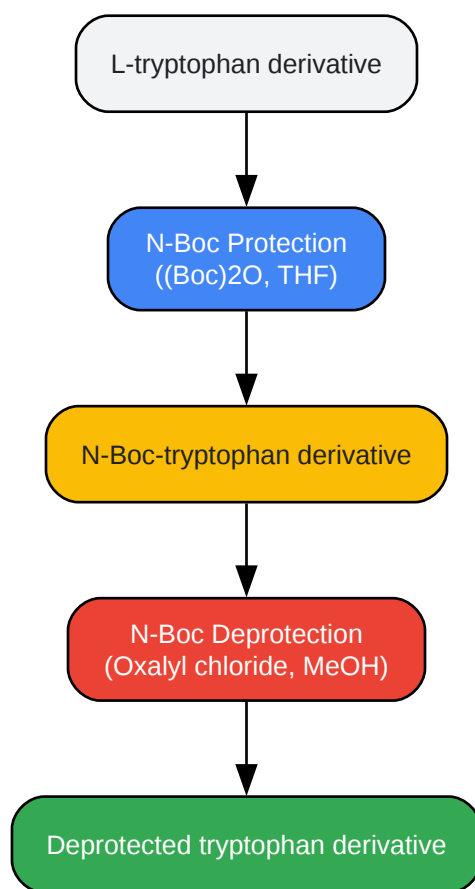 L-tryptophan derivative
N-Boc Protection
((Boc)2O, THF)
N-Boc-tryptophan derivative
N-Boc Deprotection
(Oxalyl chloride, MeOH)
Deprotected tryptophan derivative